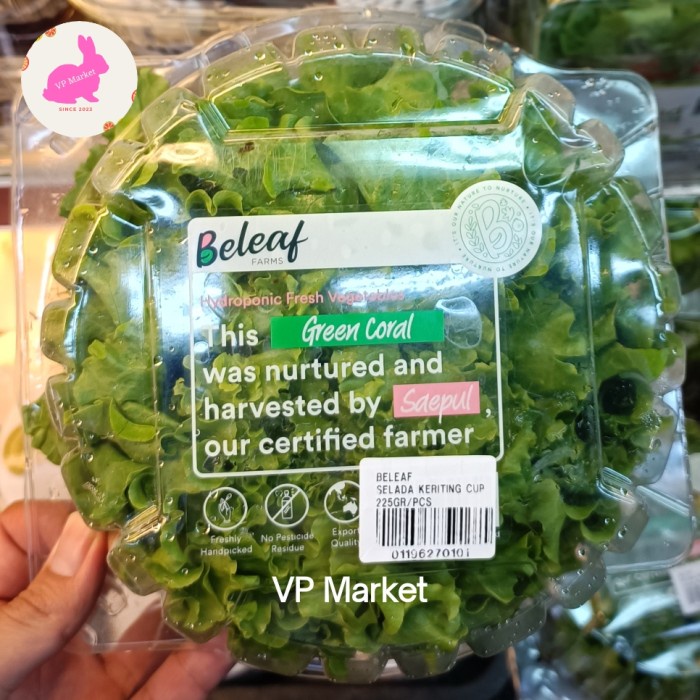 VP Market
SINCE 2023
Beleaf
FARMS
Hydroponic Fresh Vegetables
This Green Coral
was nurtured and
harvested by Saepul,
our certified farmer
Freshly
Handpicked
No Pesticide
Residue
Export
Quality
BELEAF
SELADA KERITING CUP
225GR/PCS
01196270101
VP Market